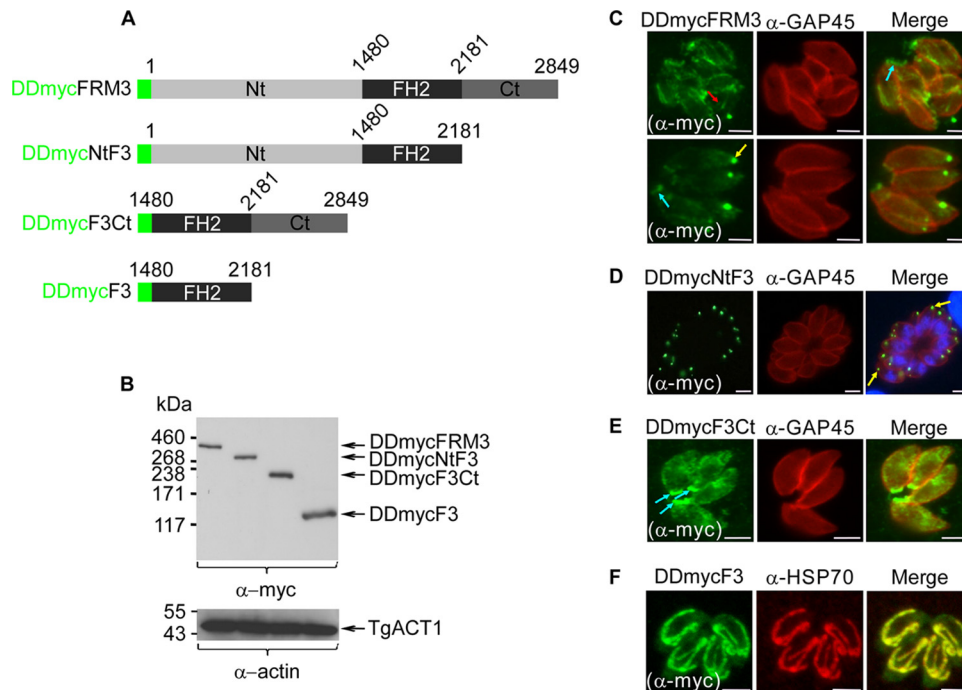 A
1 1480 2181 2849
DDmycFRM3 Nt FH2 Ct
1 1480 2181
DDmycNtF3 Nt FH2
1480 2181 2849
DDmycF3Ct FH2 Ct
1480 2181
DDmycF3 FH2
B
kDa
460
268
238
171
117
DDmycFRM3
DDmycNtF3
DDmycF3Ct
DDmycF3
α–myc
55
43
TgACT1
α–actin
C
DDmycFRM3 α-GAP45 Merge
(α-myc)
(α-myc)
D
DDmycNtF3 α-GAP45 Merge
(α-myc)
E
DDmycF3Ct α-GAP45 Merge
(α-myc)
F
DDmycF3 α-HSP70 Merge
(α-myc)